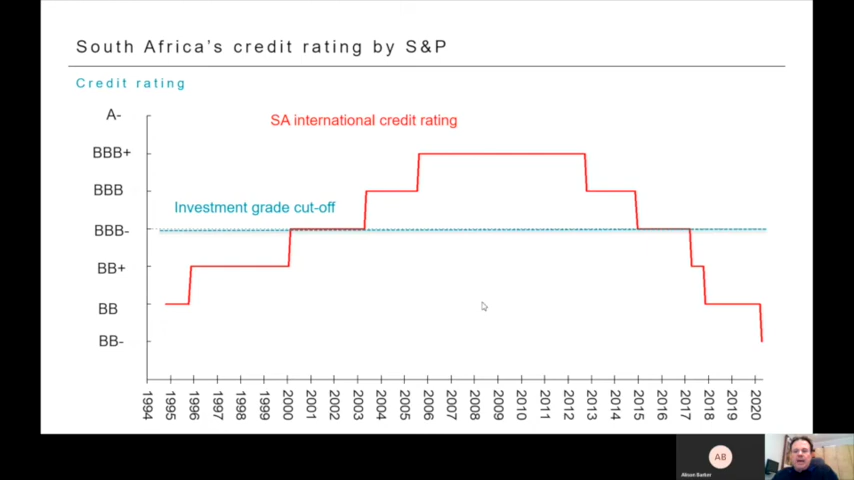 South Africa's credit rating by S&P
Credit rating
A-
SA international credit rating
BBB+
BBB
Investment grade cut-off
BBB-
BB+
BB
BB-
1994 1995 1996 1997 1998 1999 2000 2001 2002 2003 2004 2005 2006 2007 2008 2009 2010 2011 2012 2013 2014 2015 2016 2017 2018 2019 2020
AB
Alison Barker